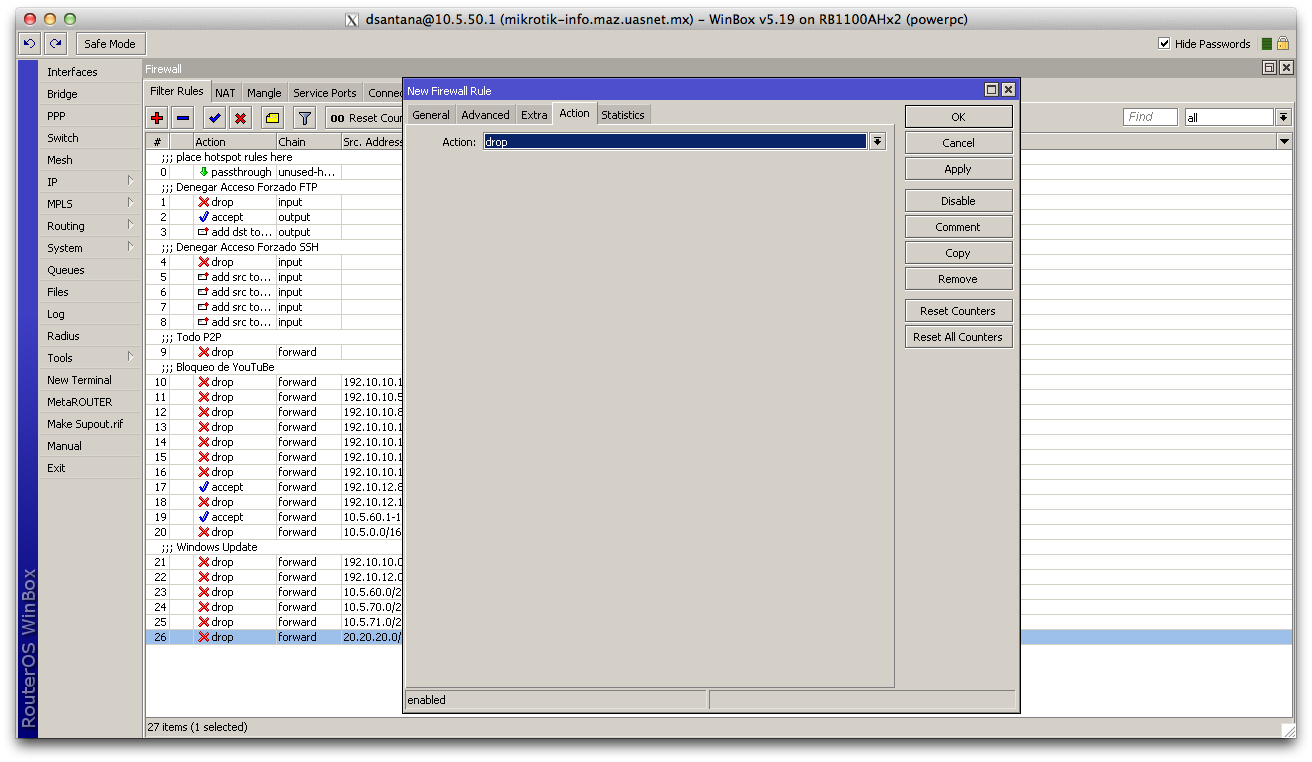 dsantana@10.5.50.1 (mikrotik-info.maz.uasnet.mx) – WinBox v5.19 on RB1100AHx2 (powerpc)
Safe Mode
Hide Passwords
Interfaces
Bridge
PPP
Switch
Mesh
IP
MPLS
Routing
System
Queues
Files
Log
Radius
Tools
New Terminal
MetaROUTER
Make Supout.rif
Manual
Exit
RouterOS WinBox
Firewall
Filter Rules NAT Mangle Service Ports Connec
00 Reset Cour
Find all
# Action Chain Src. Address
;;; place hotspot rules here
0 passthrough unused-h...
;;; Denegar Acceso Forzado FTP
1 drop input
2 accept output
3 add dst to... output
;;; Denegar Acceso Forzado SSH
4 drop input
5 add src to... input
6 add src to... input
7 add src to... input
8 add src to... input
;;; Todo P2P
9 drop forward
;;; Bloqueo de YouTuBe
10 drop forward 192.10.10.1
11 drop forward 192.10.10.5
12 drop forward 192.10.10.8
13 drop forward 192.10.10.1
14 drop forward 192.10.10.1
15 drop forward 192.10.10.1
16 drop forward 192.10.10.1
17 accept forward 192.10.12.8
18 drop forward 192.10.12.1
19 accept forward 10.5.60.1-1
20 drop forward 10.5.0.0/16
;;; Windows Update
21 drop forward 192.10.10.0
22 drop forward 192.10.12.0
23 drop forward 10.5.60.0/2
24 drop forward 10.5.70.0/2
25 drop forward 10.5.71.0/2
26 drop forward 20.20.20.0/
27 items (1 selected)
New Firewall Rule
General Advanced Extra Action Statistics
Action: drop
OK
Cancel
Apply
Disable
Comment
Copy
Remove
Reset Counters
Reset All Counters
enabled